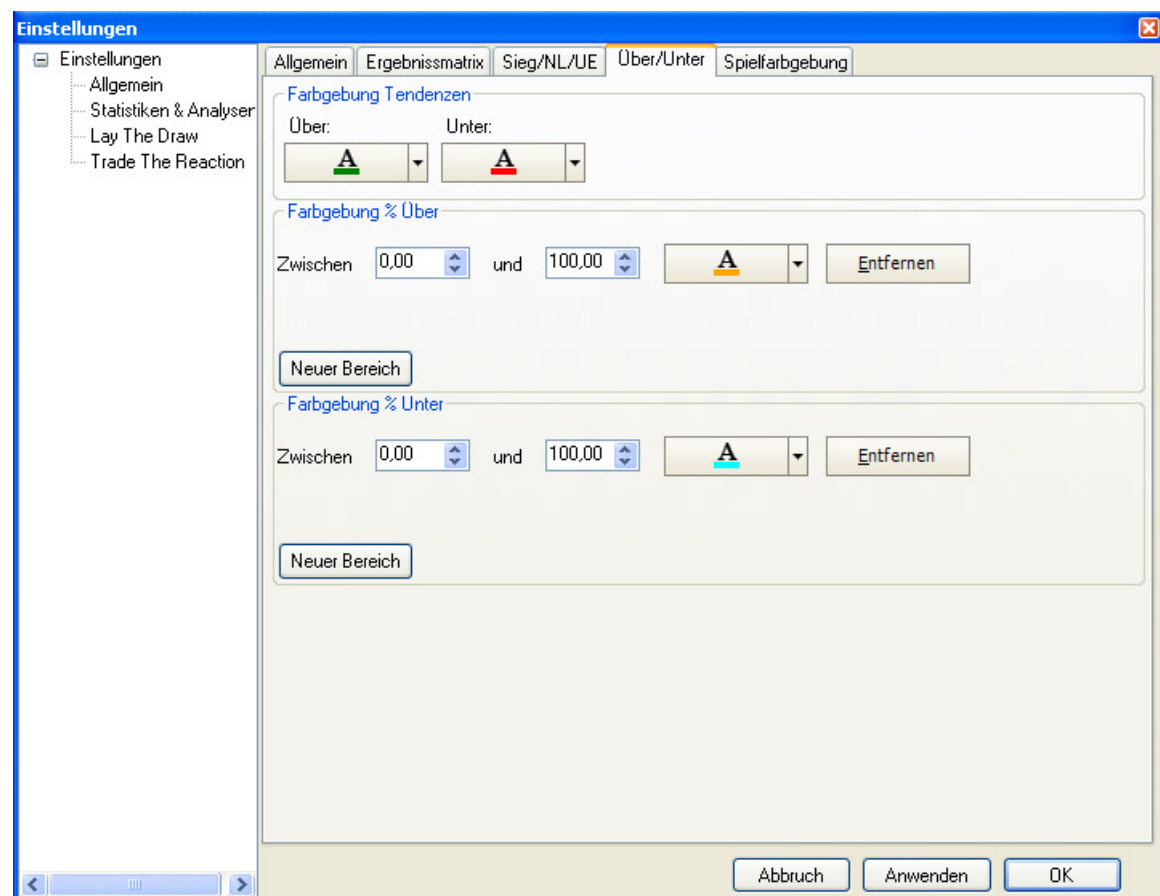 Einstellungen
Einstellungen
Allgemein
Statistiken & Analyser
Lay The Draw
Trade The Reaction
Allgemein Ergebnissmatrix Sieg/NL/UE Über/Unter Spielfarbgebung
Farbgebung Tendenzen
Über: Unter:
A A
Farbgebung % Über
Zwischen 0,00 und 100,00 A Entfernen
Neuer Bereich
Farbgebung % Unter
Zwischen 0,00 und 100,00 A Entfernen
Neuer Bereich
Abbruch Anwenden OK